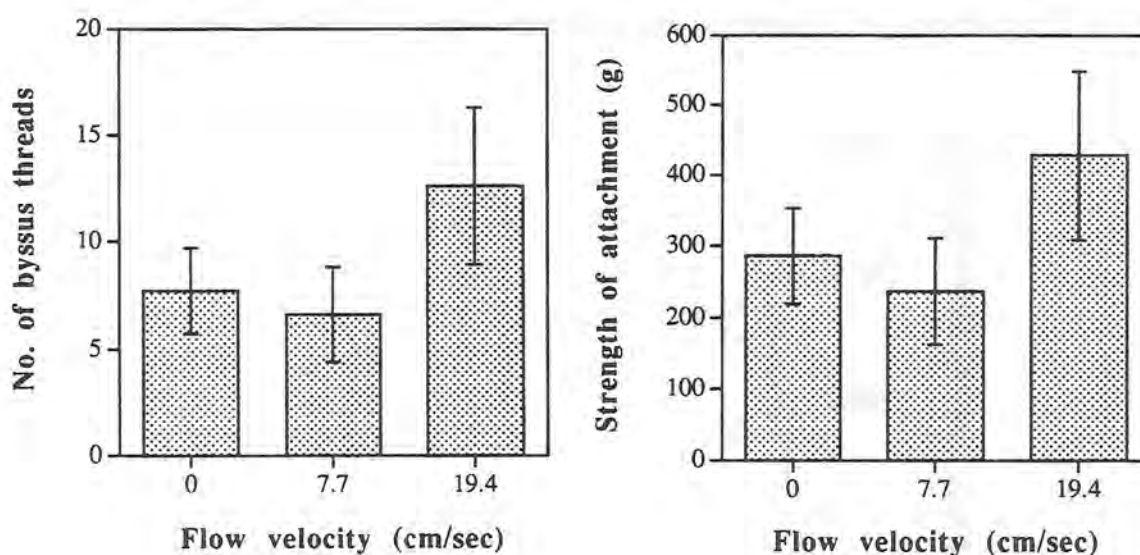 No. of byssus threads
20
15
10
5
0
0 7.7 19.4
Flow velocity (cm/sec)
Strength of attachment (g)
600
500
400
300
200
100
0
0 7.7 19.4
Flow velocity (cm/sec)